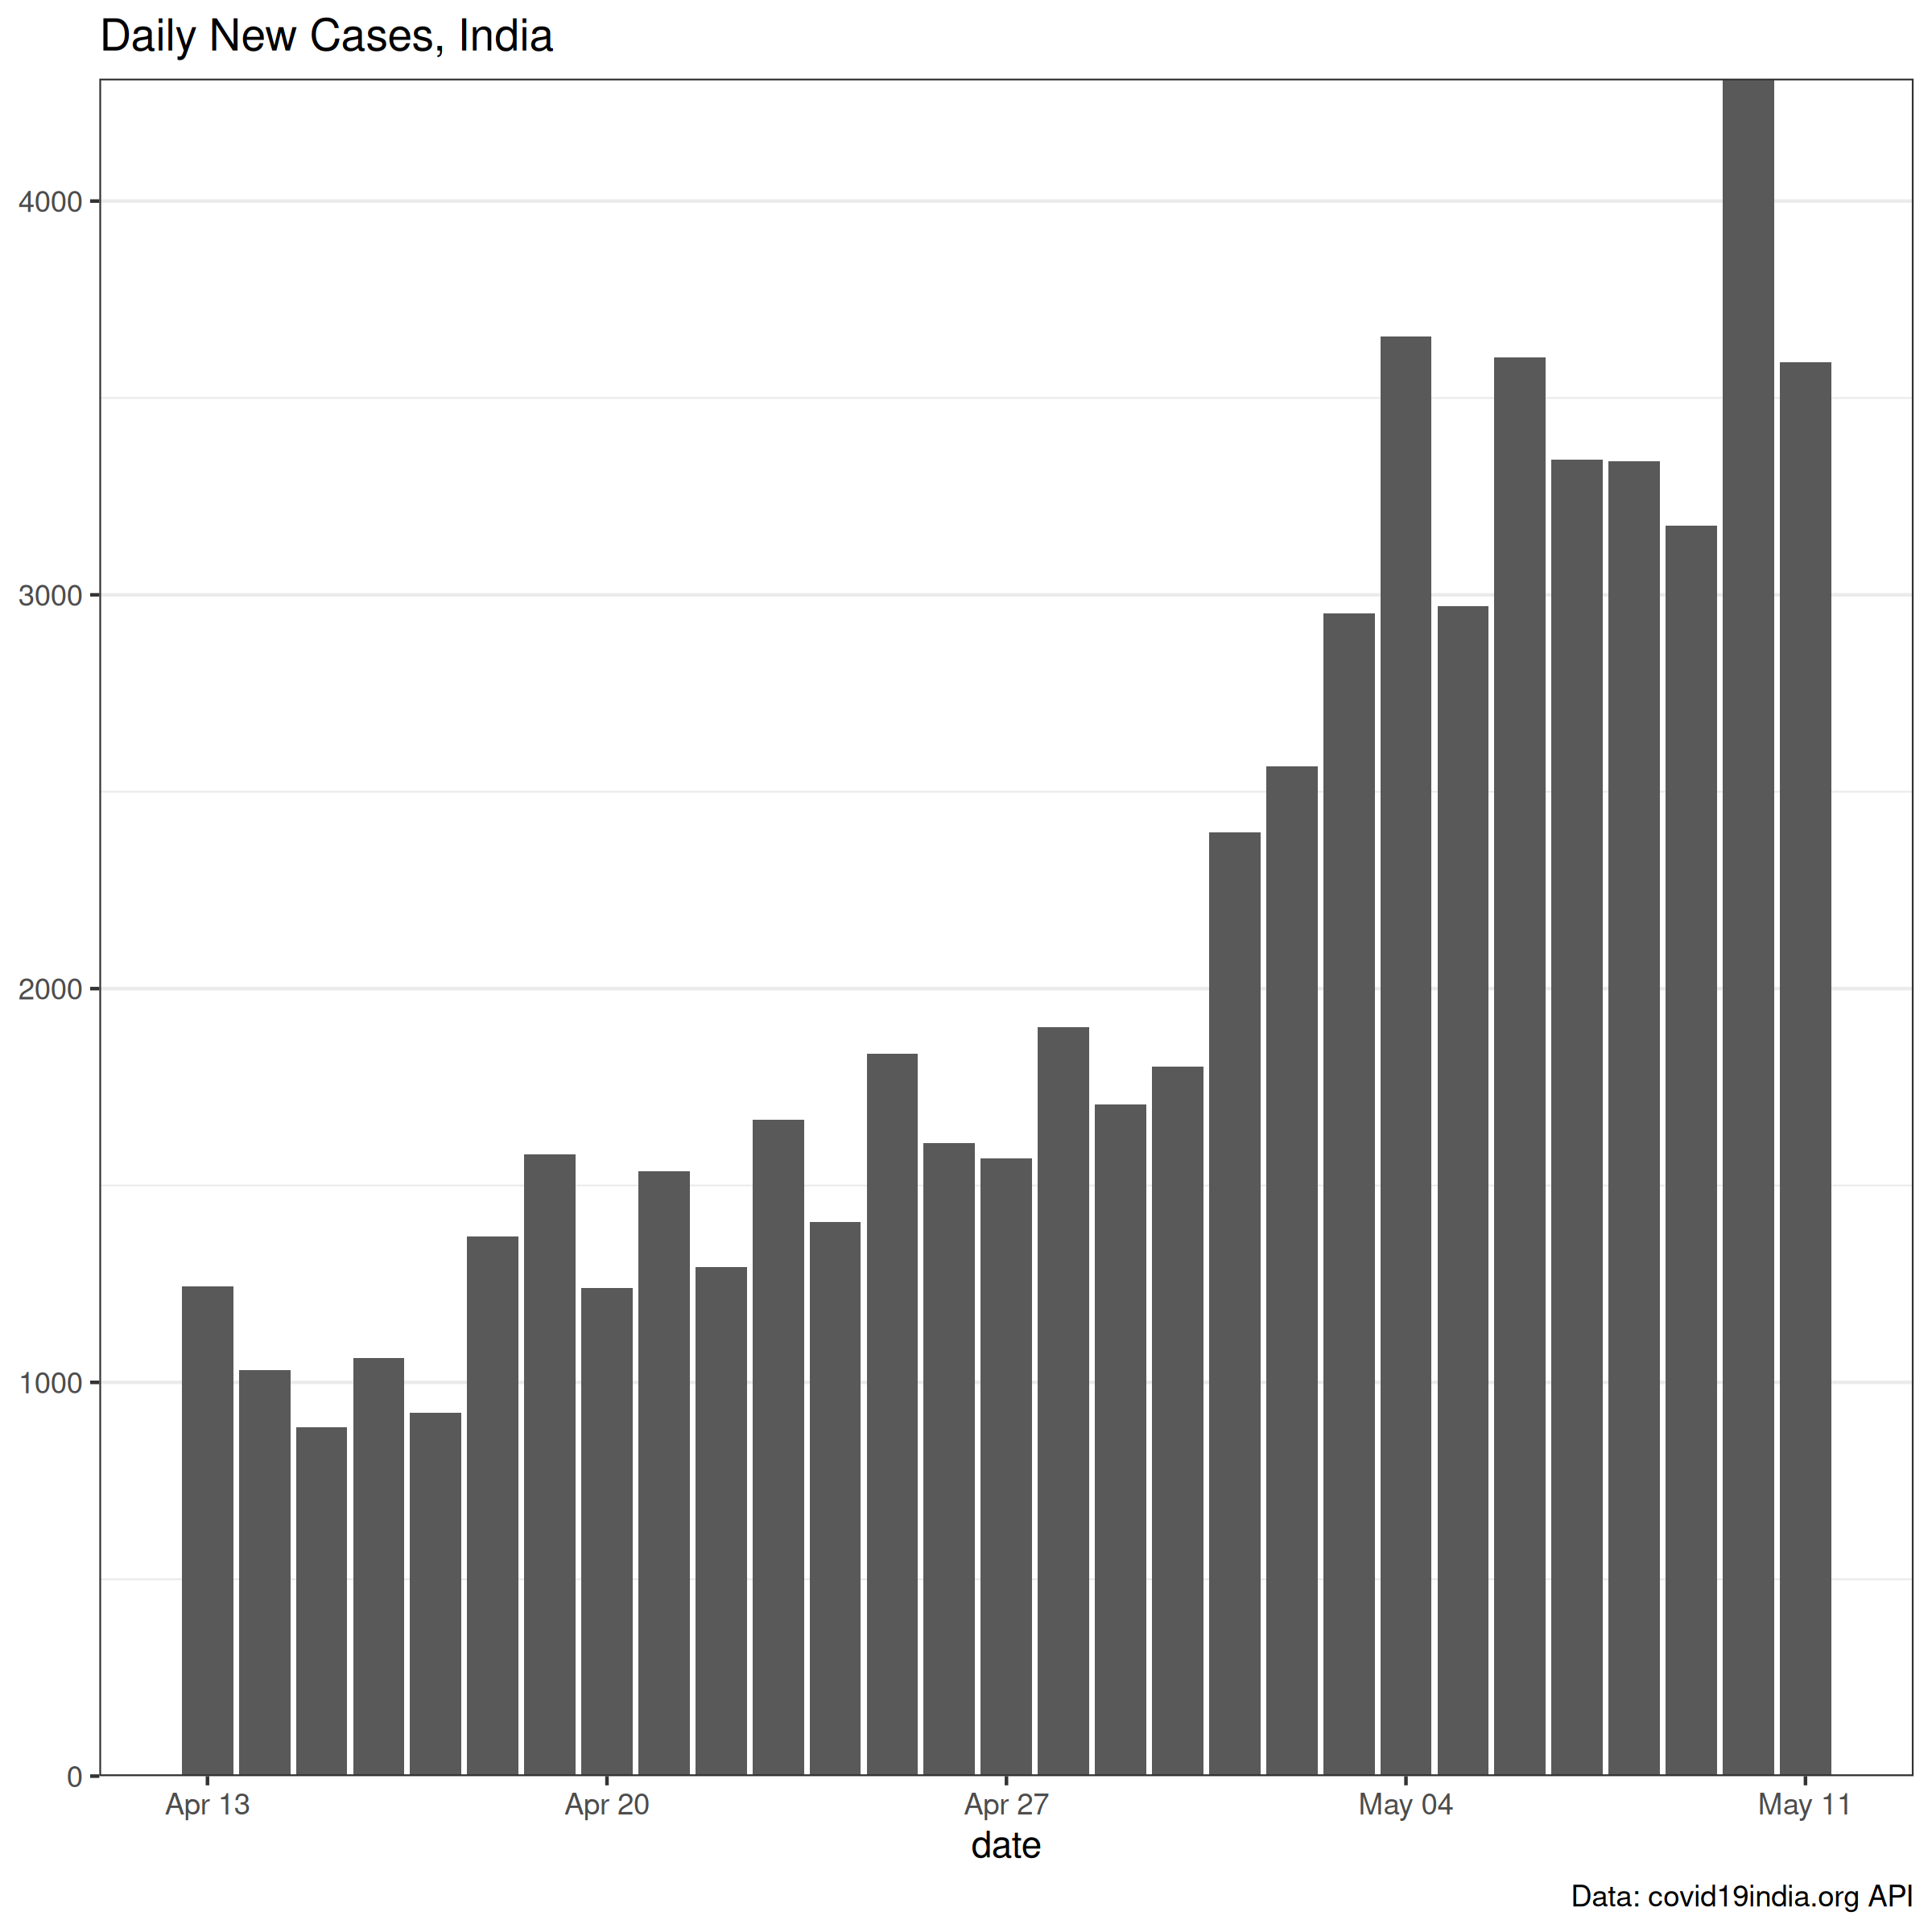 Daily New Cases, India
4000
3000
2000
1000
0
Apr 13
Apr 20
Apr 27
May 04
May 11
date
Data: covid19india.org API